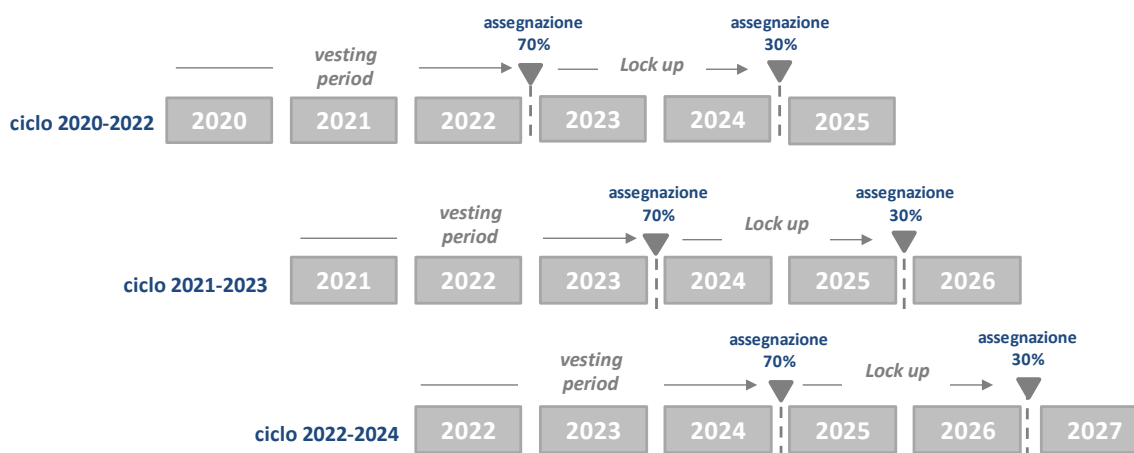 assegnazione
70%
assegnazione
30%
vesting
period
Lock up
ciclo 2020-2022
2020
2021
2022
2023
2024
2025
assegnazione
70%
assegnazione
30%
vesting
period
Lock up
ciclo 2021-2023
2021
2022
2023
2024
2025
2026
assegnazione
70%
assegnazione
30%
vesting
period
Lock up
ciclo 2022-2024
2022
2023
2024
2025
2026
2027